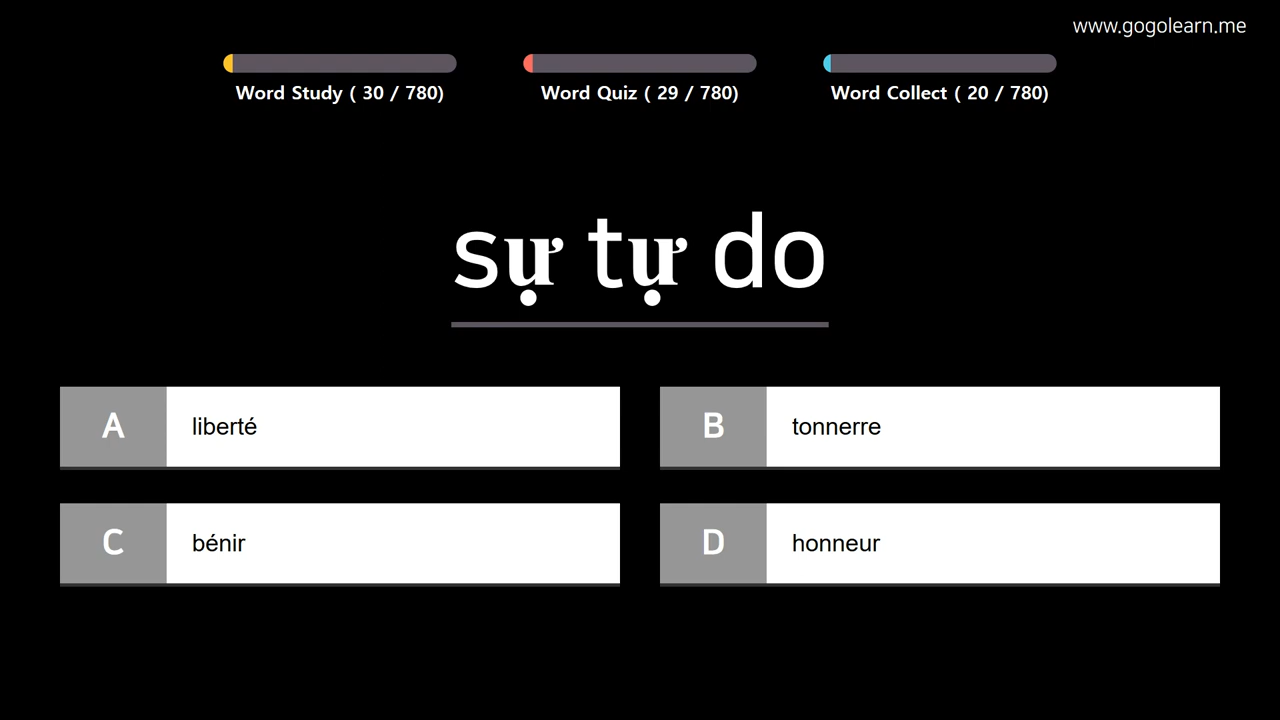 www.gogolearn.me
Word Study ( 30 / 780)
Word Quiz ( 29 / 780)
Word Collect ( 20 / 780)
sự tự do
A liberté
B tonnerre
C bénir
D honneur